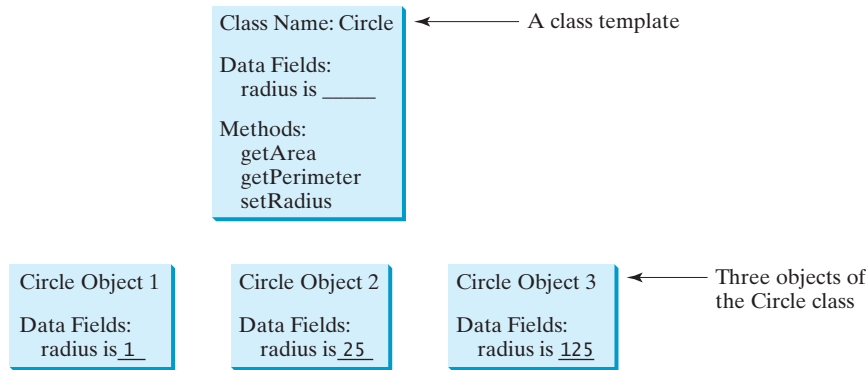 Class Name: Circle
A class template
Data Fields:
radius is _____
Methods:
getArea
getPerimeter
setRadius
Circle Object 1
Data Fields:
radius is 1
Circle Object 2
Data Fields:
radius is 25
Circle Object 3
Data Fields:
radius is 125
Three objects of
the Circle class